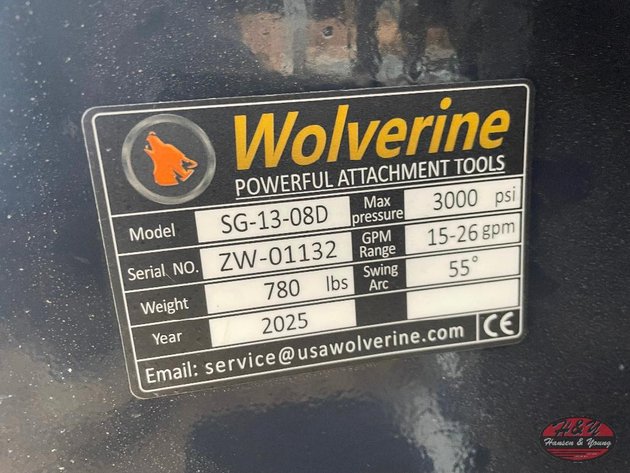 Wolverine
POWERFUL ATTACHMENT TOOLS
Model SG-13-08D Max pressure 3000 psi
Serial NO. ZW-01132 GPM Range 15-26 gpm
Weight 780 lbs Swing Arc 55°
Year 2025
Email: service@usawolverine.com CE
H&Y
Hansen & Young